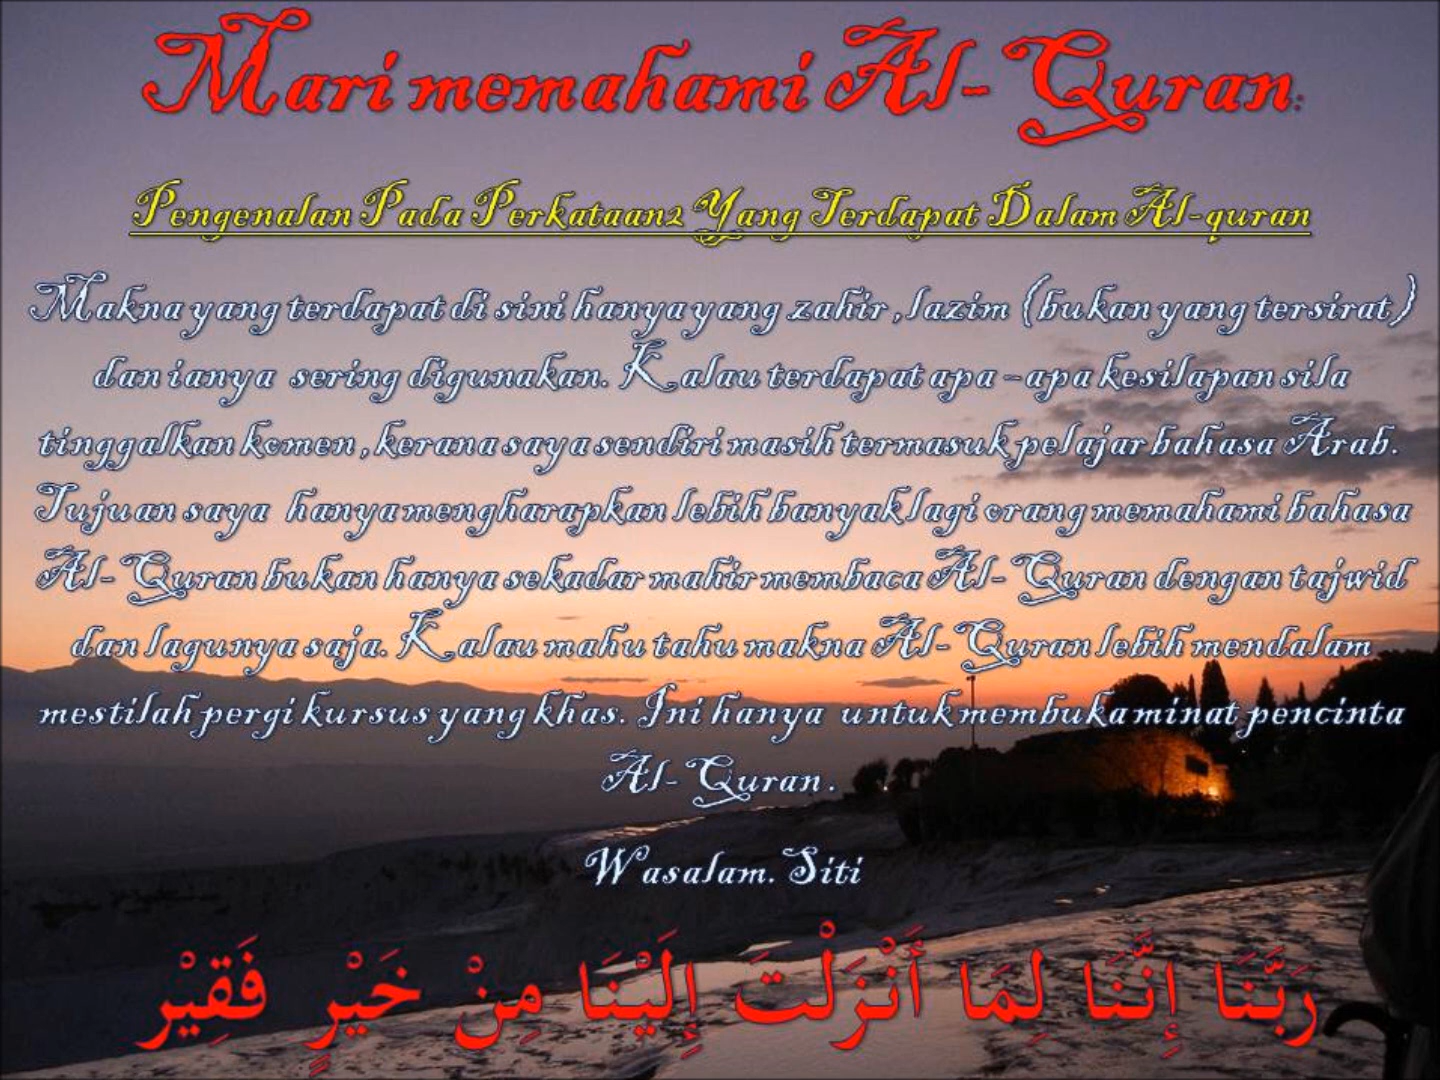 Mari memahami Al-Quran:
Pengenalan Pada Perkataan2 Yang Terdapat Dalam Al-quran
Makna yang terdapat di sini hanya yang zahir, lazim (bukan yang tersirat)
dan ianya sering digunakan. Kalau terdapat apa-apa kesilapan sila
tinggalkan komen, kerana saya sendiri masih termasuk pelajar bahasa Arab.
Tujuan saya hanya mengharapkan lebih banyak lagi orang memahami bahasa
Al-Quran bukan hanya sekadar mahir membaca Al-Quran dengan tajwid
dan lagunya saja. Kalau mahu tahu makna Al-Quran lebih mendalam
mestilah pergi kursus yang khas. Ini hanya untuk membuka minat pencinta
Al-Quran.
Wasalam. Siti
رَبَّنَا إِنَّنَا لِمَا أَنْزَلْتَ إِلَيْنَا مِنْ خَيْرٍ فَقِيْر